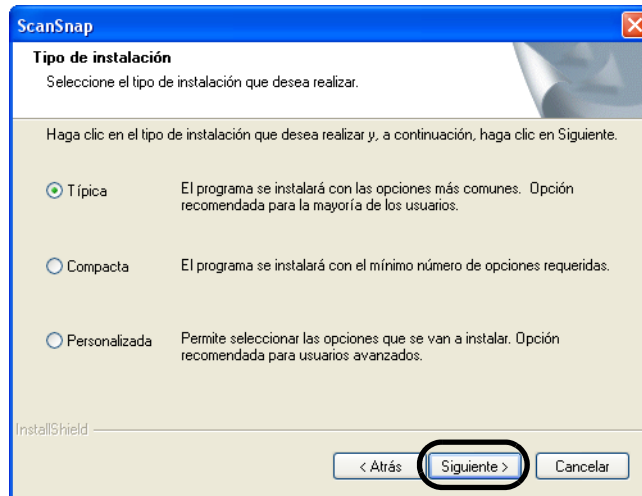 ScanSnap
Tipo de instalación
Seleccione el tipo de instalación que desea realizar.
Haga clic en el tipo de instalación que desea realizar y, a continuación, haga clic en Siguiente.
Típica
El programa se instalará con las opciones más comunes. Opción
recomendada para la mayoría de los usuarios.
Compacta
El programa se instalará con el mínimo número de opciones requeridas.
Personalizada
Permite seleccionar las opciones que se van a instalar. Opción
recomendada para usuarios avanzados.
InstallShield
< Atrás
Siguiente >
Cancelar